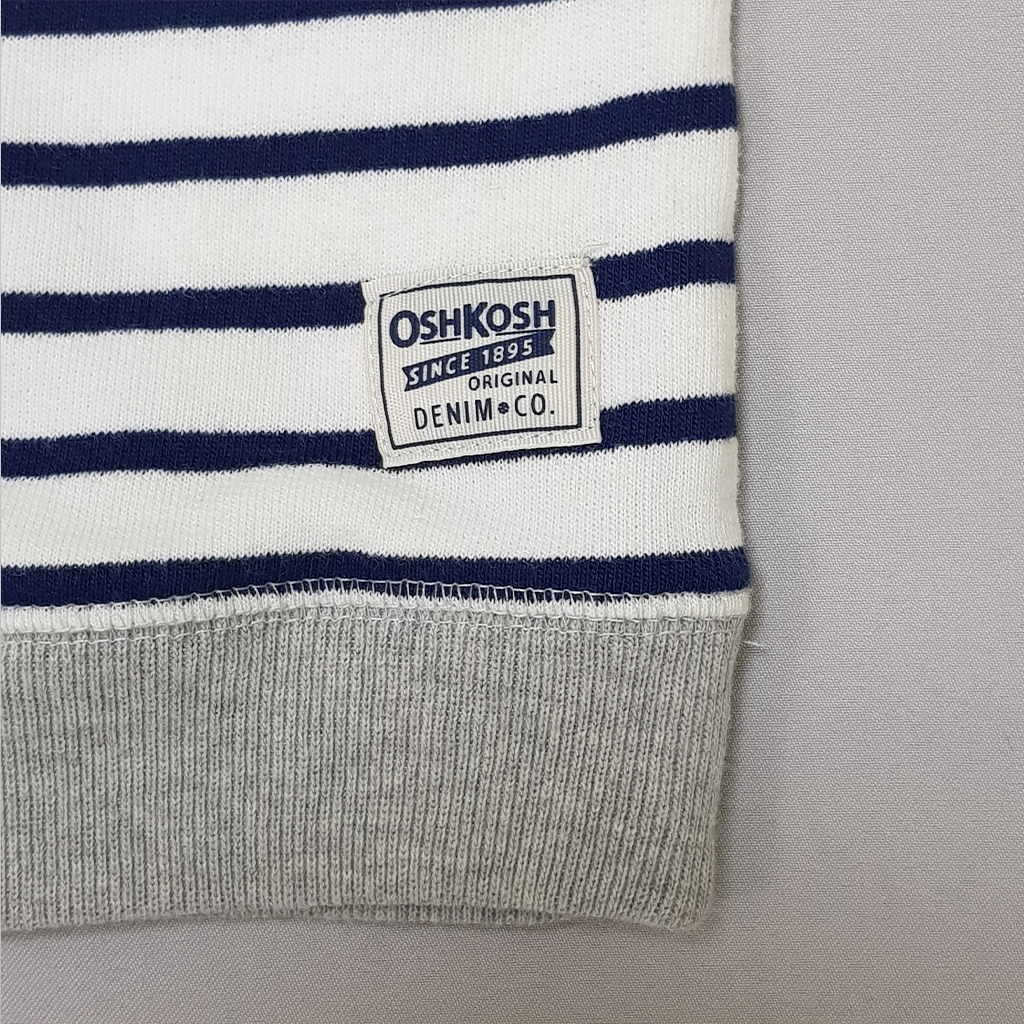 OSHKOSH
SINCE 1895
ORIGINAL
DENIM•CO.